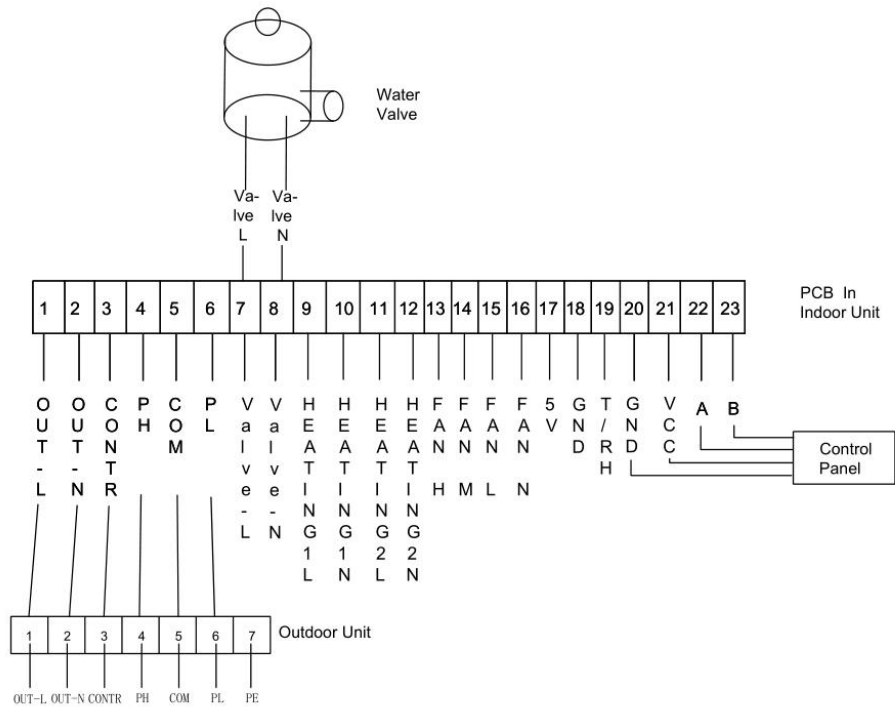 Water
Valve
Va-
lve
L
Va-
lve
N
1 2 3 4 5 6 7 8 9 10 11 12 13 14 15 16 17 18 19 20 21 22 23
PCB In
Indoor Unit
OUT-L
OUT-N
CONTR
PH
COM
PL
Valve-L
Valve-N
HEATING1L
HEATING1N
HEATING2L
HEATING2N
FAN H
FAN M
FAN L
FAN N
5V
GND
T/RH
GND
VCC
A
B
Control
Panel
1 2 3 4 5 6 7
Outdoor Unit
OUT-L OUT-N CONTR PH COM PL PE